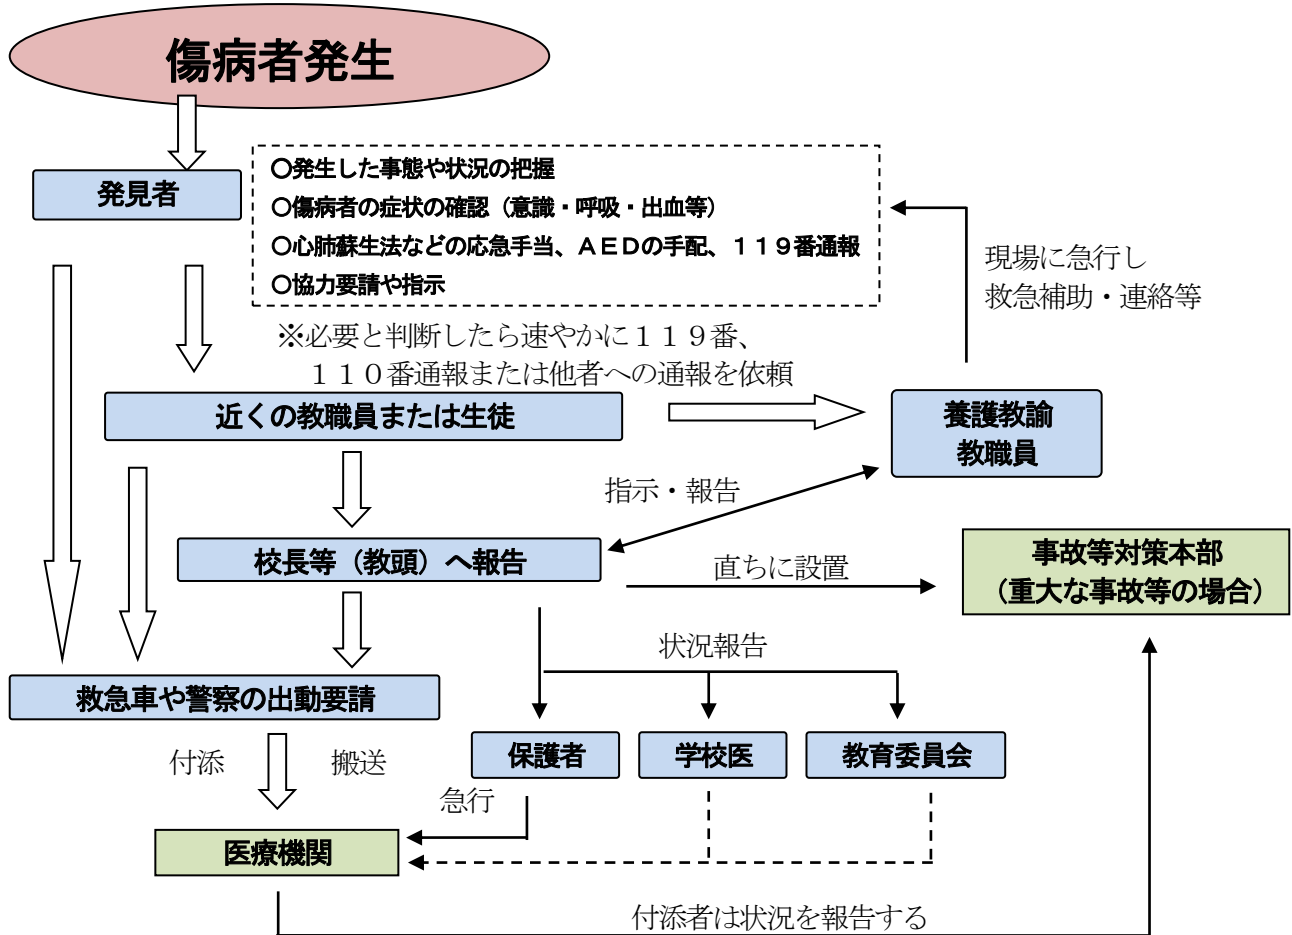 傷病者発生
発見者
○発生した事態や状況の把握
○傷病者の症状の確認（意識・呼吸・出血等）
○心肺蘇生法などの応急手当、ＡＥＤの手配、１１９番通報
○協力要請や指示
現場に急行し
救急補助・連絡等
※必要と判断したら速やかに１１９番、
１１０番通報または他者への通報を依頼
近くの教職員または生徒
養護教諭
教職員
指示・報告
校長等（教頭）へ報告
直ちに設置
事故等対策本部
（重大な事故等の場合）
状況報告
救急車や警察の出動要請
付添
搬送
保護者
学校医
教育委員会
急行
医療機関
付添者は状況を報告する